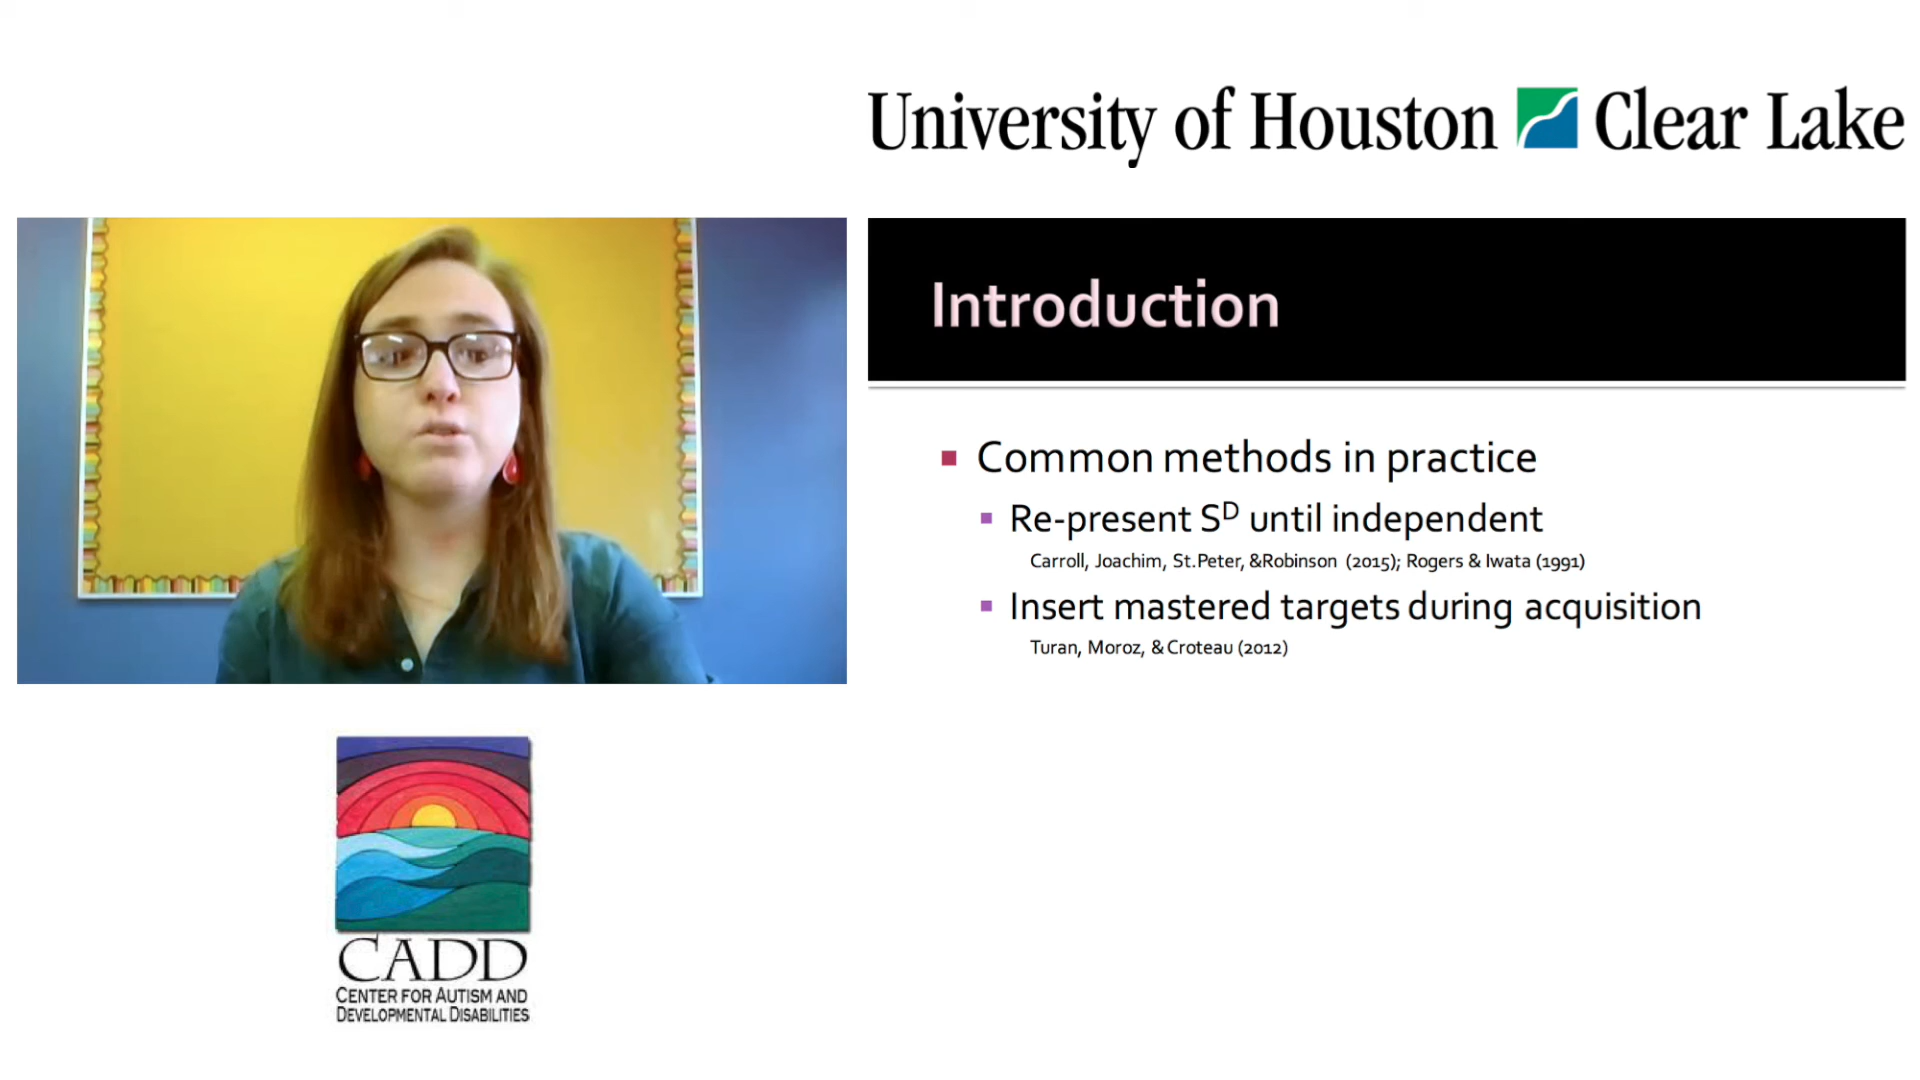 University of Houston Clear Lake
Introduction
Common methods in practice
Re-present Sᴰ until independent
Carroll, Joachim, St.Peter, &Robinson (2015); Rogers & Iwata (1991)
Insert mastered targets during acquisition
Turan, Moroz, & Croteau (2012)
CADD
CENTER FOR AUTISM AND
DEVELOPMENTAL DISABILITIES